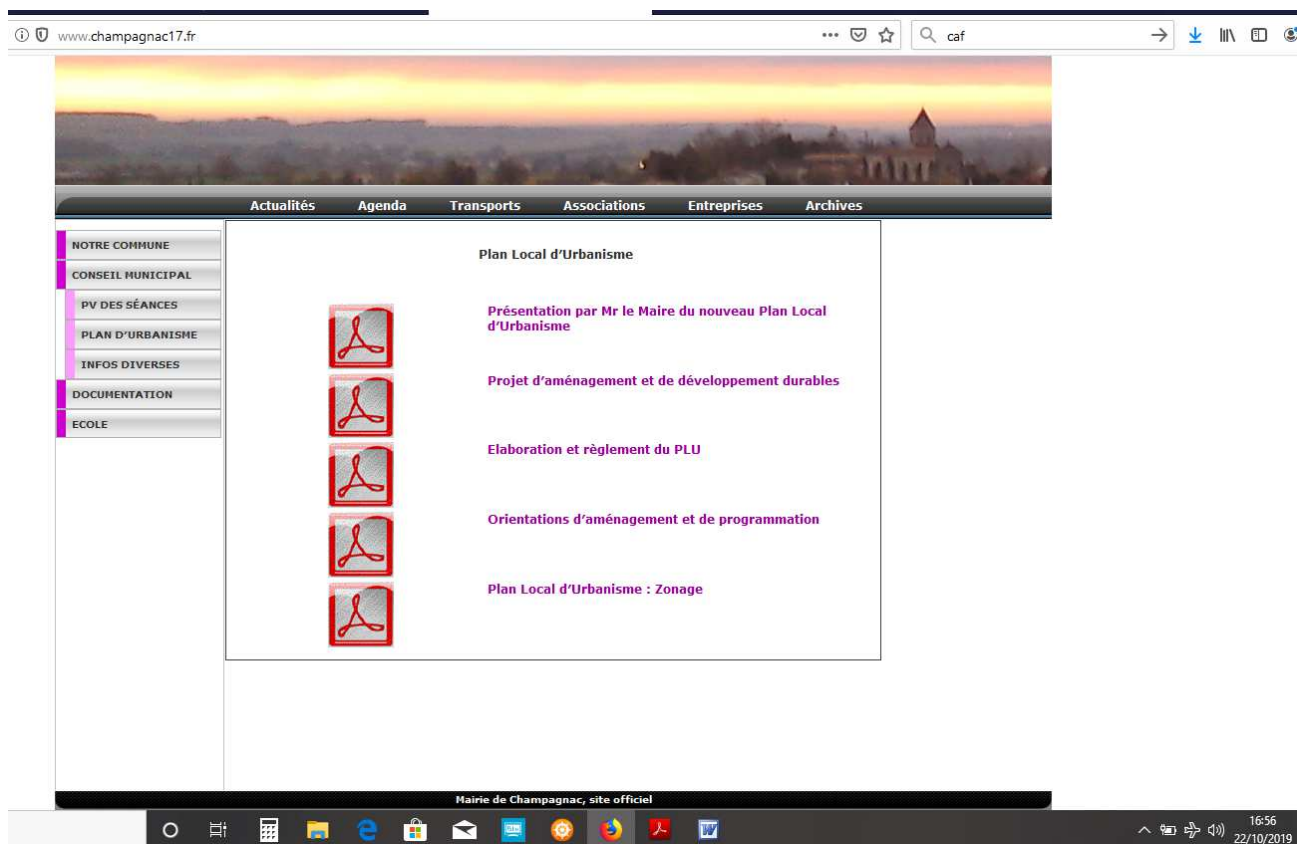 www.champagnac17.fr
caf
Actualités Agenda Transports Associations Entreprises Archives
NOTRE COMMUNE
CONSEIL MUNICIPAL
PV DES SÉANCES
PLAN D'URBANISME
INFOS DIVERSES
DOCUMENTATION
ECOLE
Plan Local d'Urbanisme
Présentation par Mr le Maire du nouveau Plan Local
d'Urbanisme
Projet d'aménagement et de développement durables
Elaboration et règlement du PLU
Orientations d'aménagement et de programmation
Plan Local d'Urbanisme : Zonage
Mairie de Champagnac, site officiel
16:56
22/10/2019